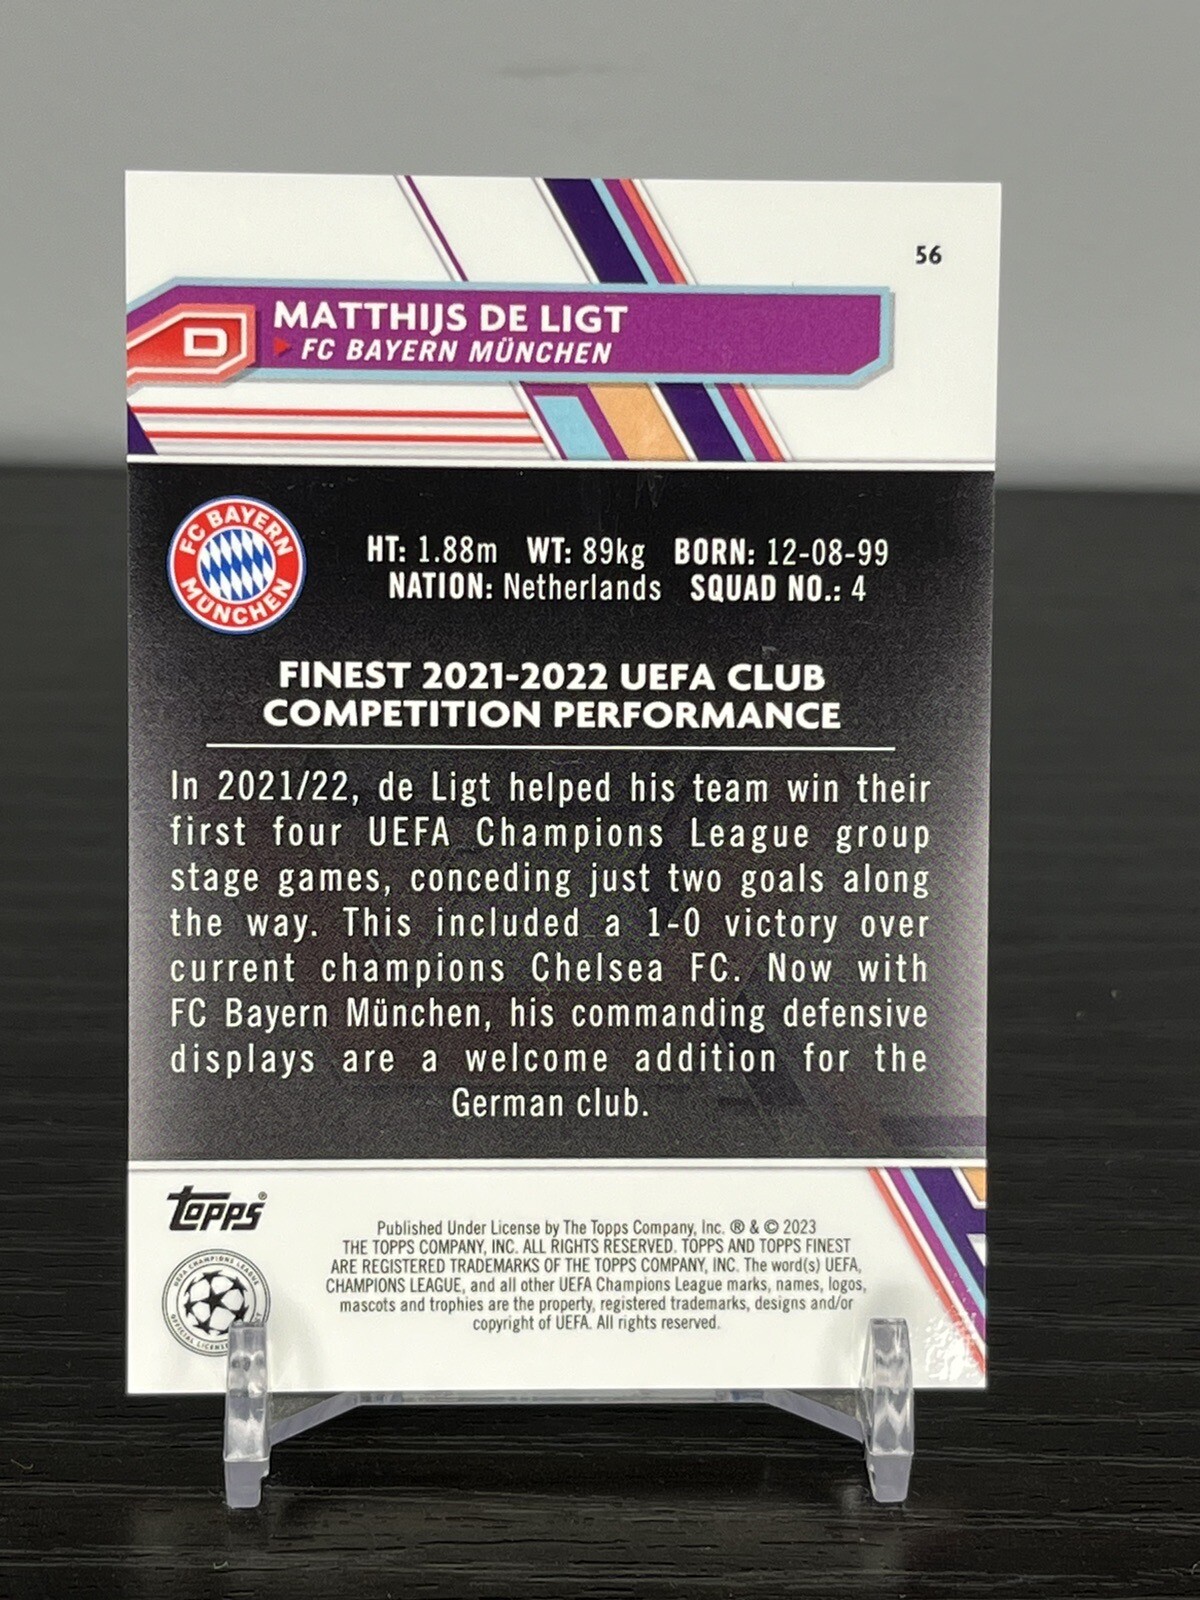 56
MATTHIJS DE LIGT
D
FC BAYERN MÜNCHEN
FC BAYERN
MÜNCHEN
HT: 1.88m WT: 89kg BORN: 12-08-99
NATION: Netherlands SQUAD NO.: 4
FINEST 2021-2022 UEFA CLUB
COMPETITION PERFORMANCE
In 2021/22, de Ligt helped his team win their
first four UEFA Champions League group
stage games, conceding just two goals along
the way. This included a 1-0 victory over
current champions Chelsea FC. Now with
FC Bayern München, his commanding defensive
displays are a welcome addition for the
German club.
topps®
Published Under License by The Topps Company, Inc. ® & © 2023
THE TOPPS COMPANY, INC. ALL RIGHTS RESERVED. TOPPS AND TOPPS FINEST
ARE REGISTERED TRADEMARKS OF THE TOPPS COMPANY, INC. The word(s) UEFA,
CHAMPIONS LEAGUE, and all other UEFA Champions League marks, names, logos,
mascots and trophies are the property, registered trademarks, designs and/or
copyright of UEFA. All rights reserved.
UEFA CHAMPIONS LEAGUE
OFFICIAL